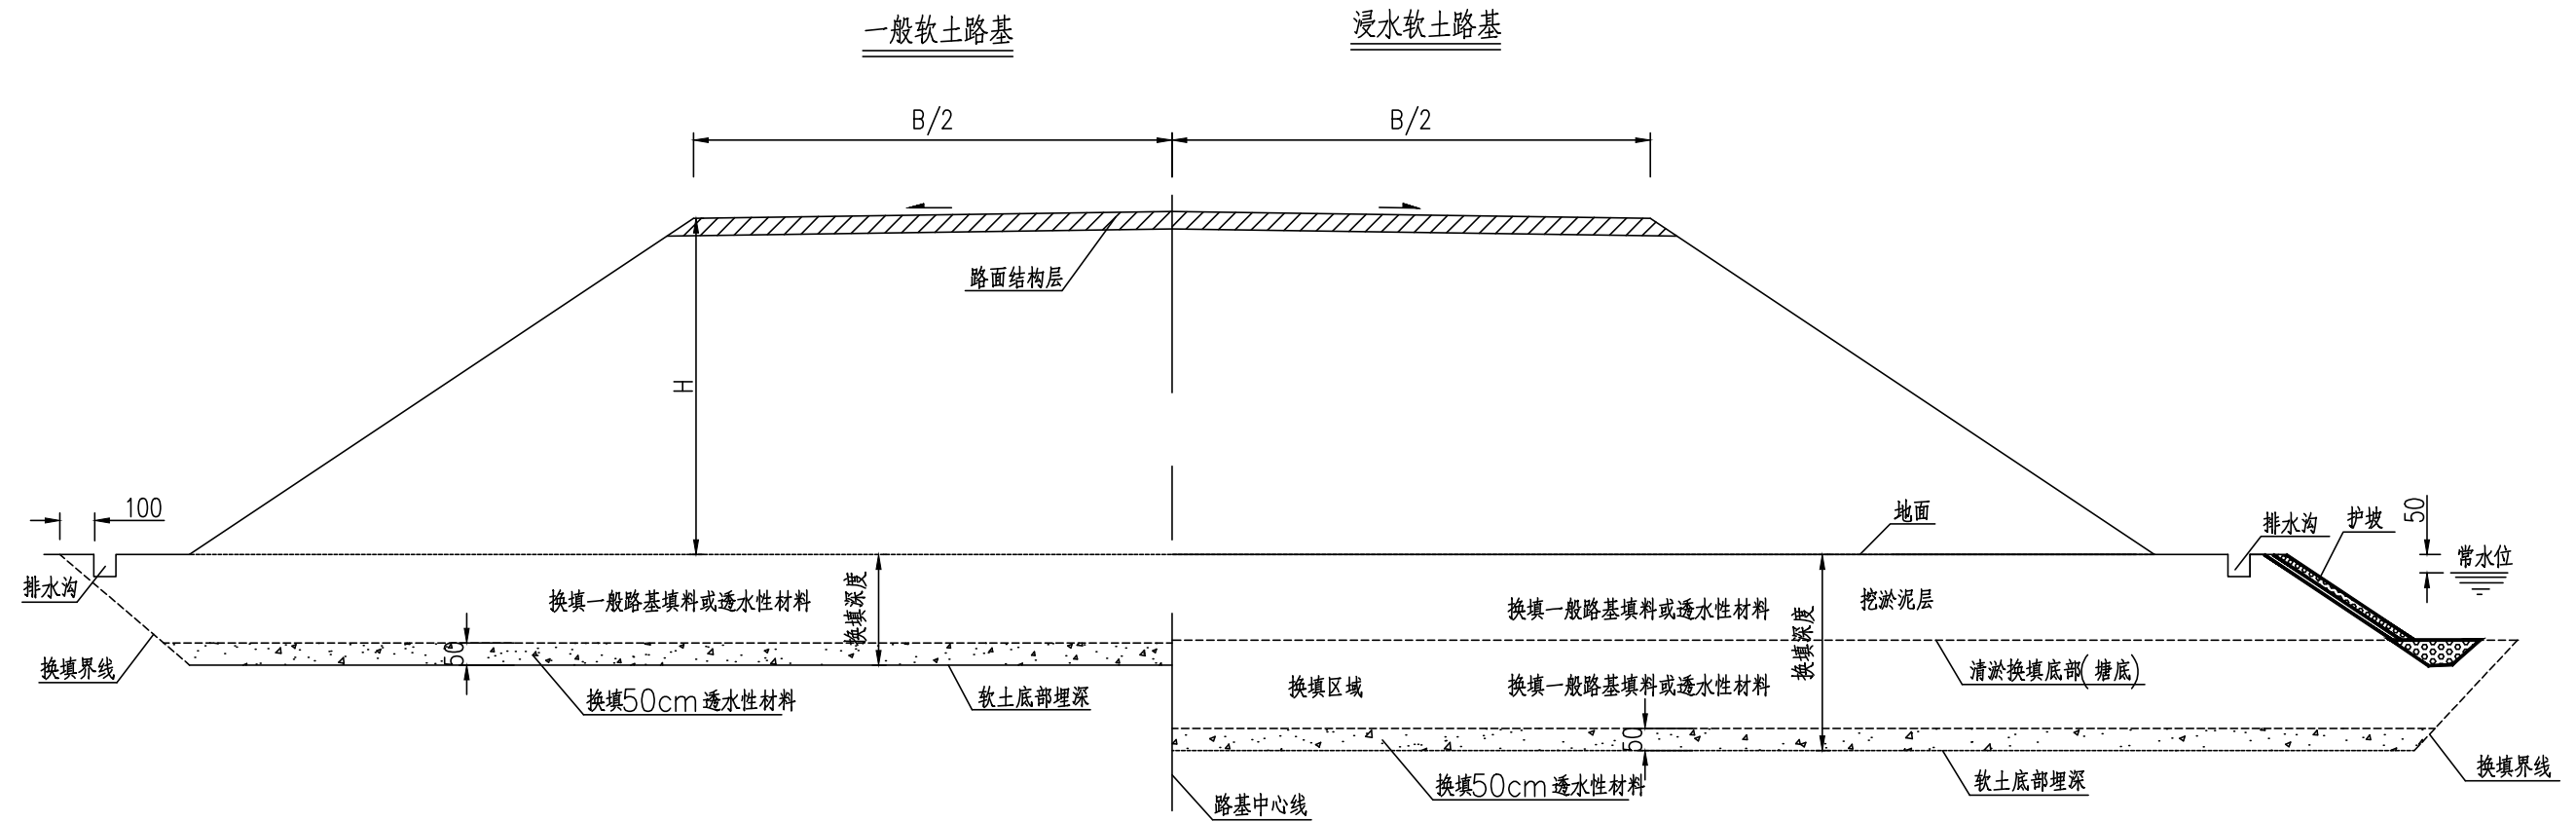 一般软土路基
浸水软土路基
B/2
B/2
路面结构层
H
100
地面
排水沟
护坡
50
常水位
排水沟
换填一般路基填料或透水性材料
换填深度
换填一般路基填料或透水性材料
挖淤泥层
换填深度
50
换填界线
换填50cm透水性材料
软土底部埋深
换填区域
换填一般路基填料或透水性材料
清淤换填底部(塘底)
50
换填50cm透水性材料
软土底部埋深
换填界线
路基中心线